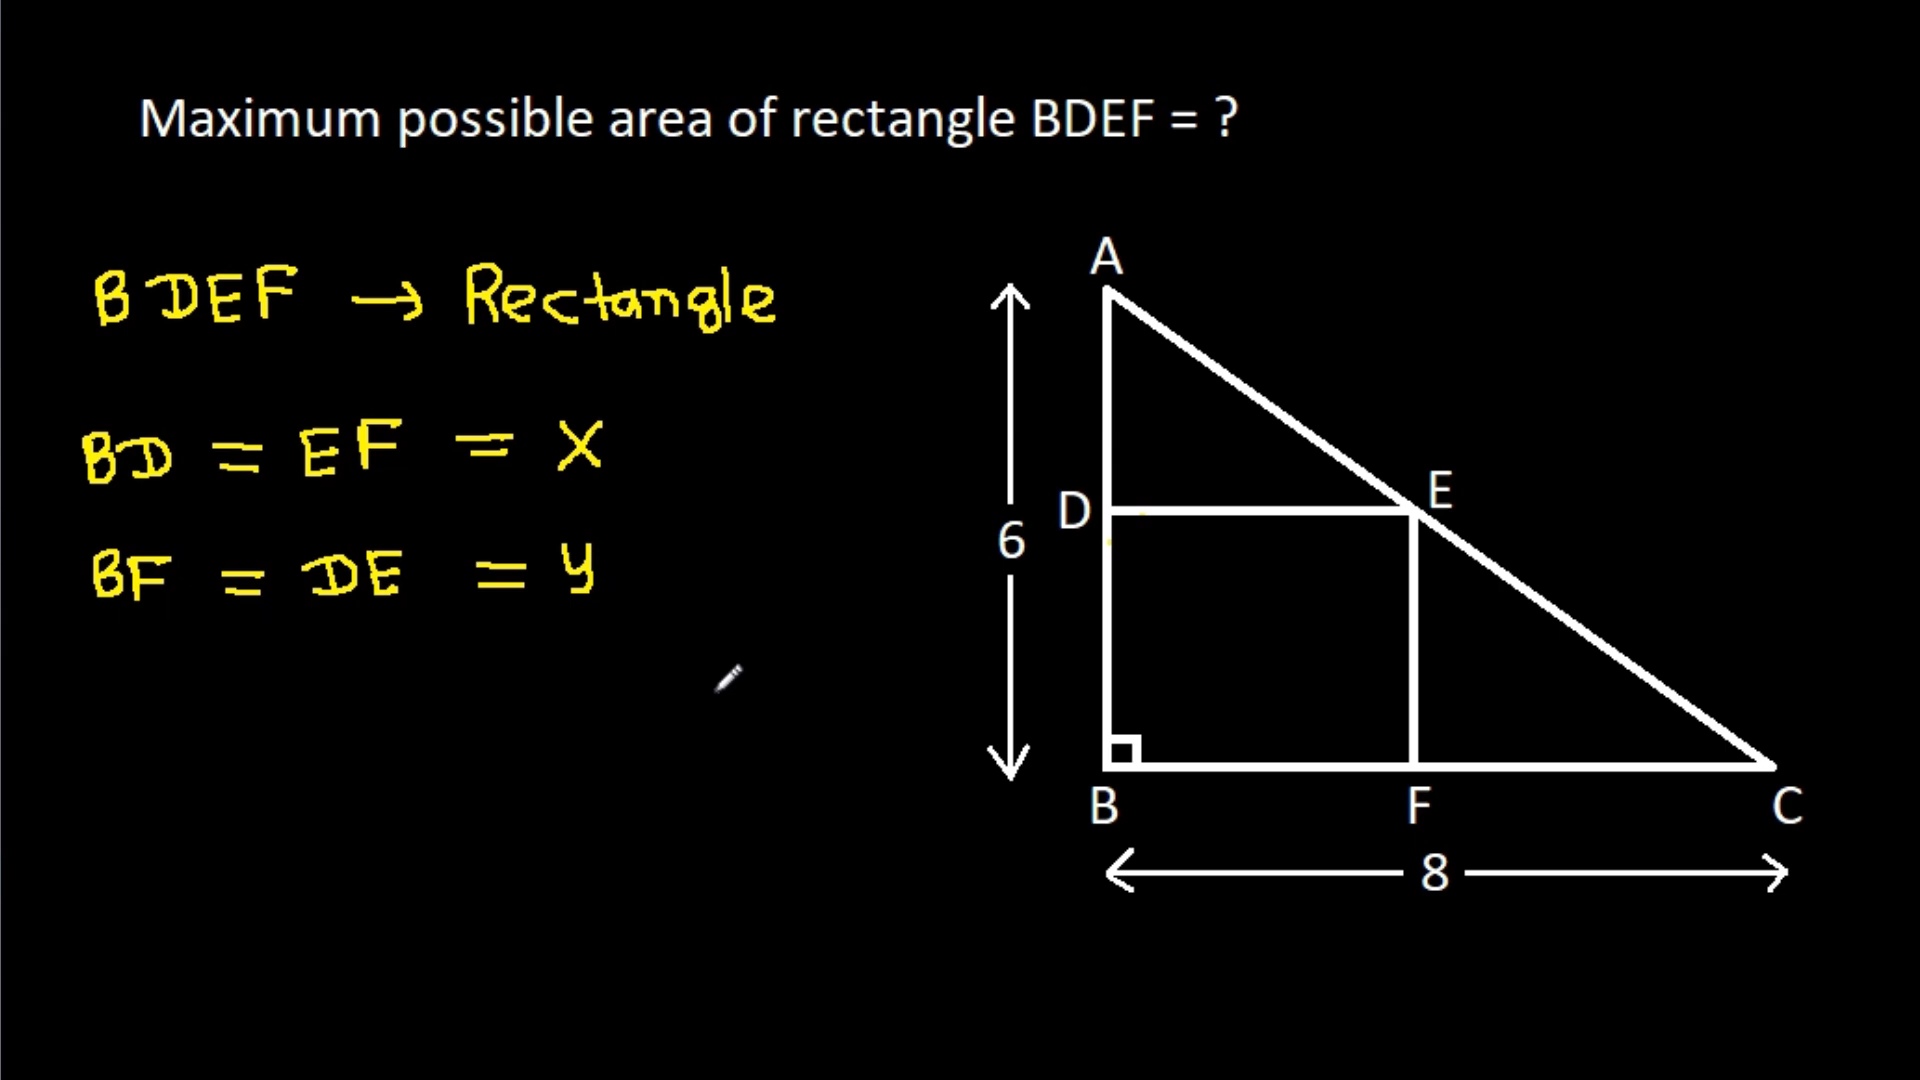 Maximum possible area of rectangle BDEF = ?
BDEF → Rectangle
BD = EF = X
BF = DE = y
A
D
E
6
B
F
C
8